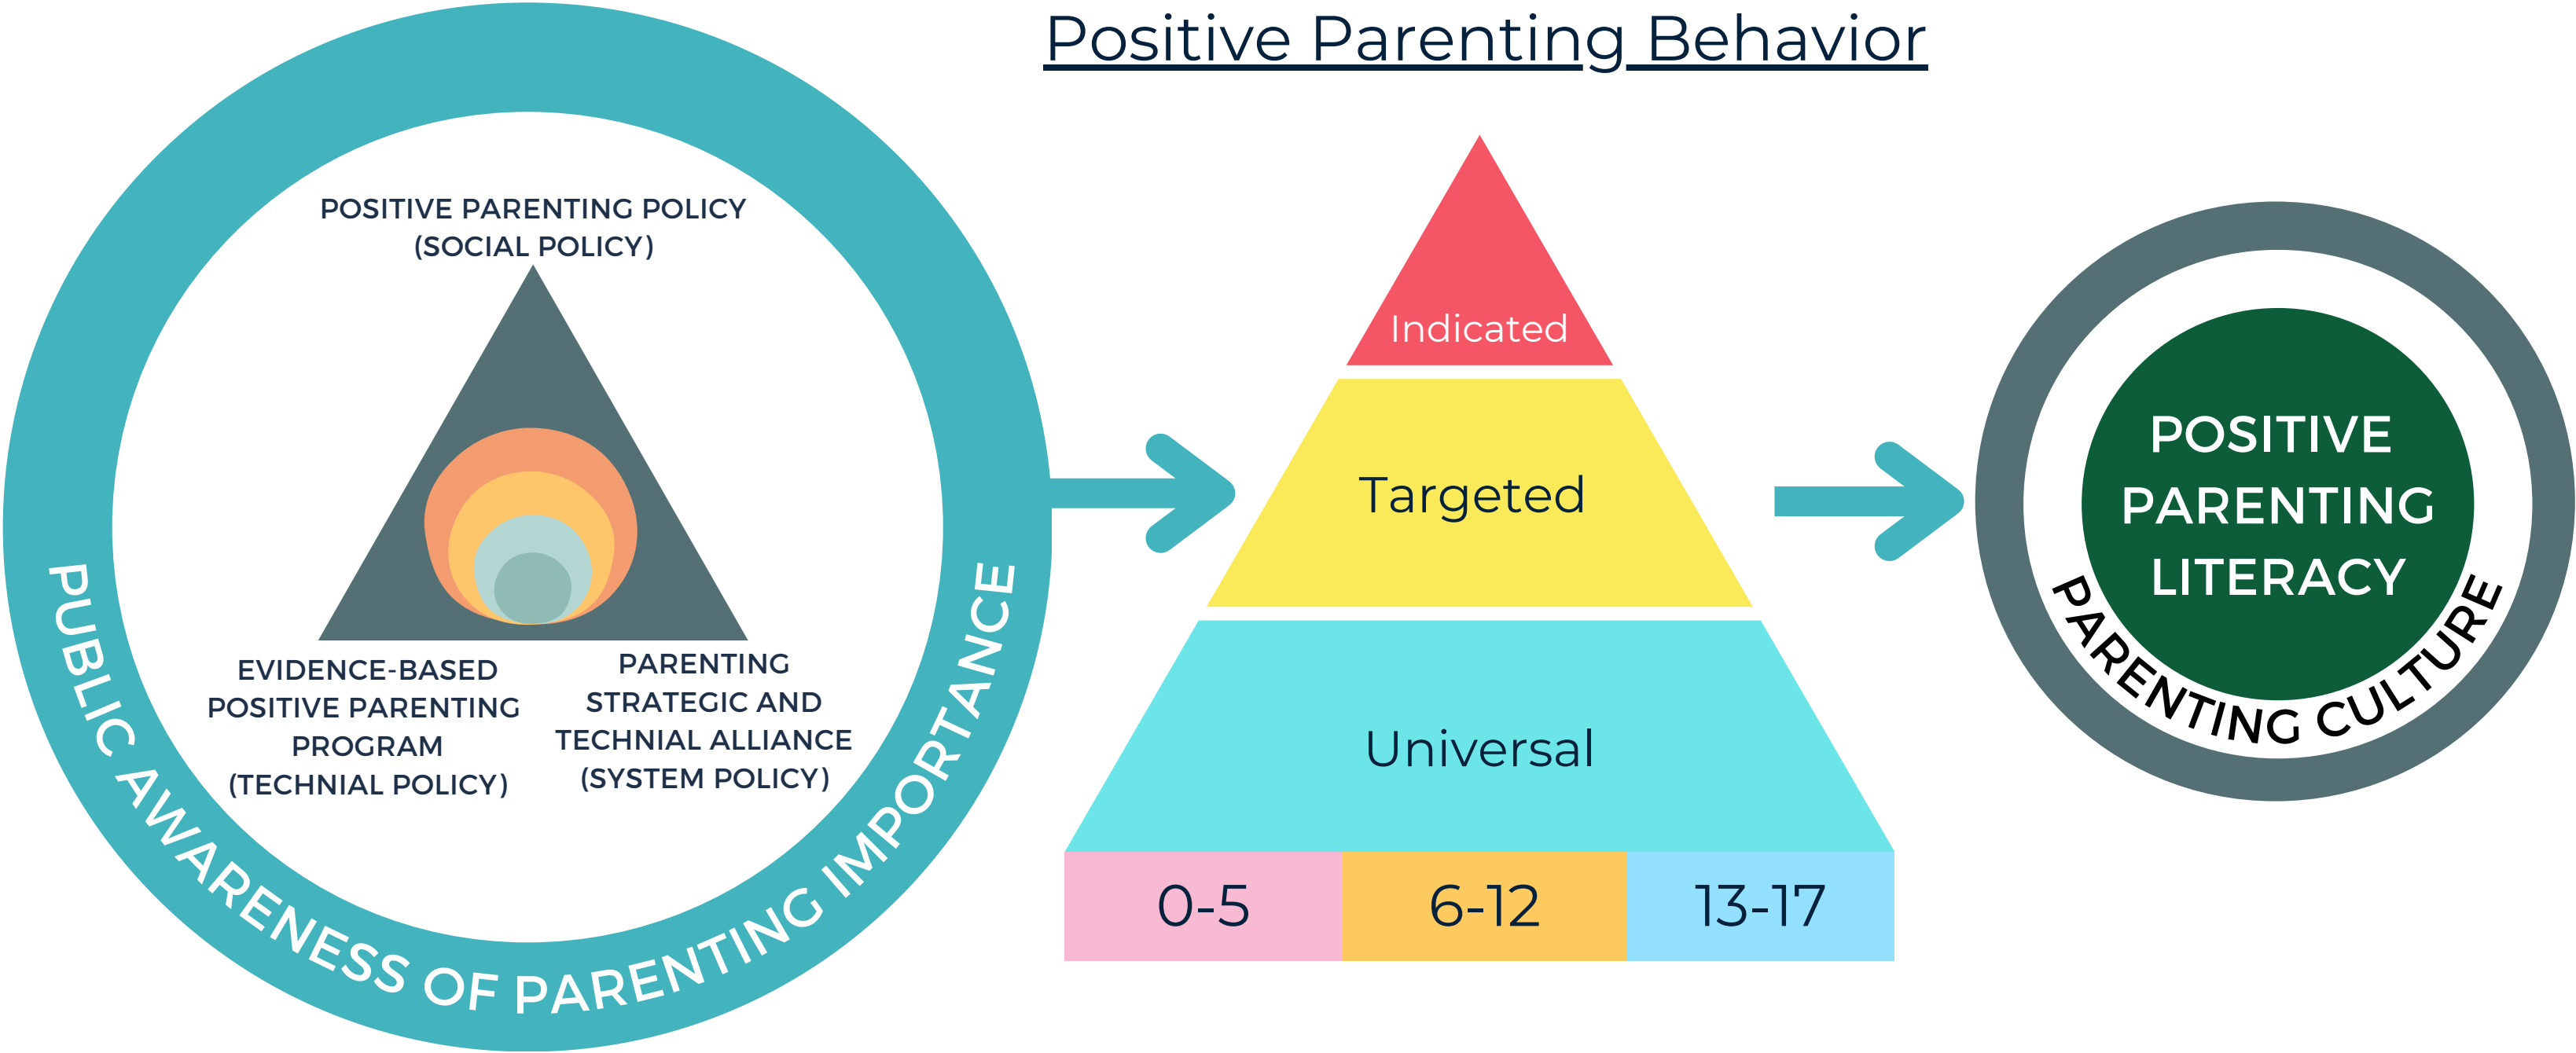 Positive Parenting Behavior
POSITIVE PARENTING POLICY
(SOCIAL POLICY)
EVIDENCE-BASED
POSITIVE PARENTING
PROGRAM
(TECHNIAL POLICY)
PARENTING
STRATEGIC AND
TECHNIAL ALLIANCE
(SYSTEM POLICY)
PUBLIC AWARENESS OF PARENTING IMPORTANCE
Indicated
Targeted
Universal
0-5
6-12
13-17
POSITIVE
PARENTING
LITERACY
PARENTING CULTURE